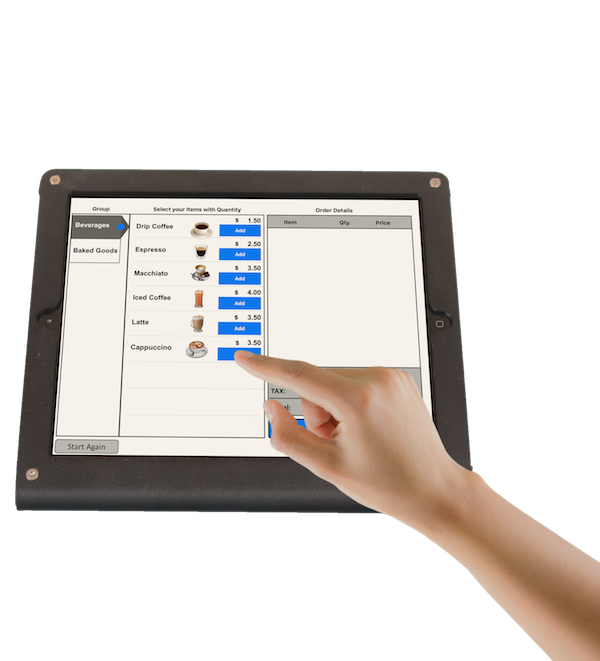 Group
Select your Items with Quantity
Order Details
Beverages
Baked Goods
Drip Coffee
$ 1.50
Add
Espresso
$ 2.50
Add
Macchiato
$ 3.50
Add
Iced Coffee
$ 4.00
Add
Latte
$ 3.50
Add
Cappuccino
$ 3.50
Item Qty. Price
TAX:
Start Again